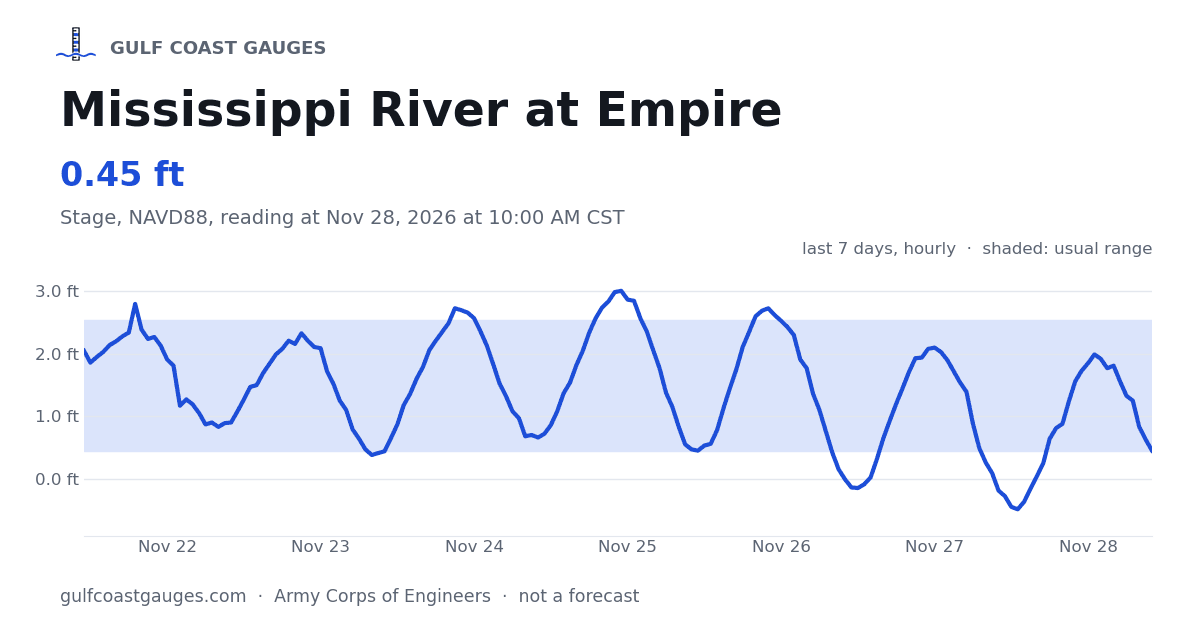 GULF COAST GAUGES
Mississippi River at Empire
0.45 ft
Stage, NAVD88, reading at Nov 28, 2026 at 10:00 AM CST
last 7 days, hourly · shaded: usual range
3.0 ft
2.0 ft
1.0 ft
0.0 ft
Nov 22 Nov 23 Nov 24 Nov 25 Nov 26 Nov 27 Nov 28
gulfcoastgauges.com · Army Corps of Engineers · not a forecast